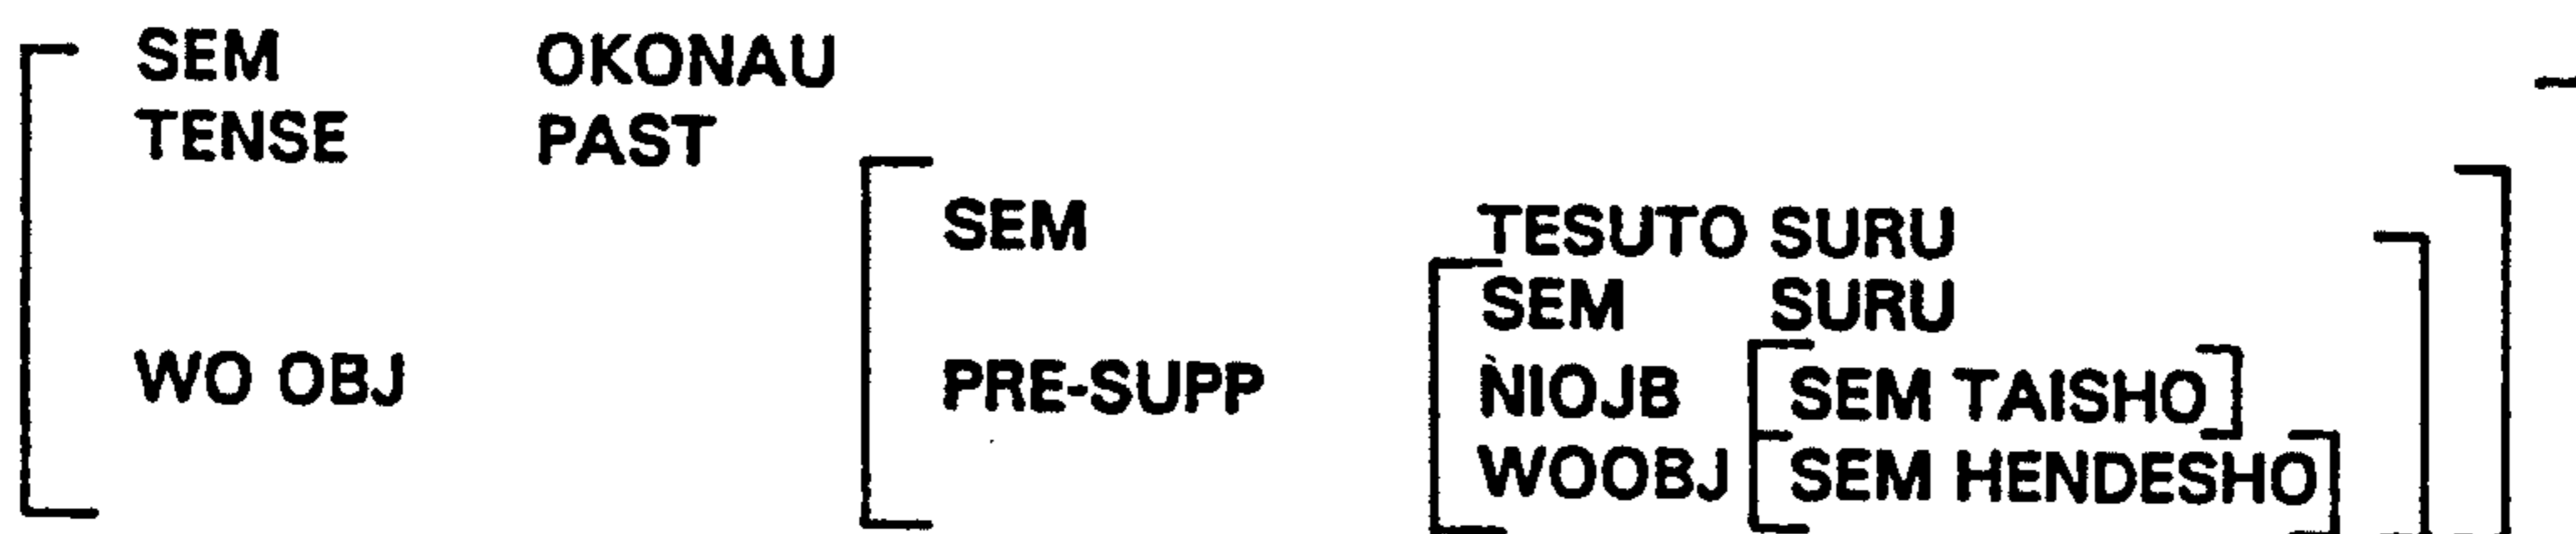 SEM OKONAU
TENSE PAST
SEM TESUTO SURU
SEM SURU
WO OBJ PRE-SUPP NIOJB SEM TAISHO
WOOBJ SEM HENDESHO